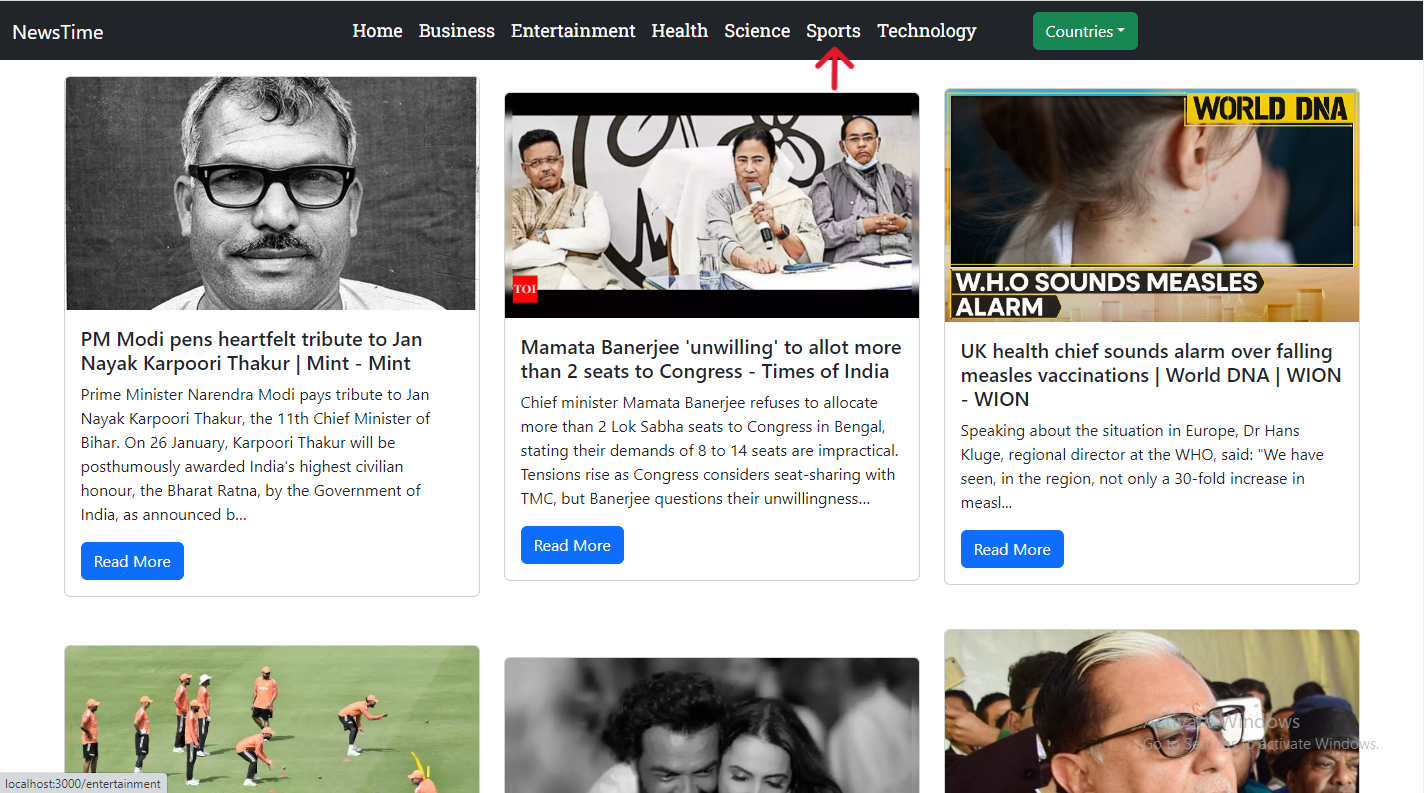 NewsTime
Home Business Entertainment Health Science Sports Technology
Countries
WORLD DNA
TOI
W.H.O SOUNDS MEASLES
ALARM
PM Modi pens heartfelt tribute to Jan
Nayak Karpoori Thakur | Mint - Mint
Prime Minister Narendra Modi pays tribute to Jan
Nayak Karpoori Thakur, the 11th Chief Minister of
Bihar. On 26 January, Karpoori Thakur will be
posthumously awarded India's highest civilian
honour, the Bharat Ratna, by the Government of
India, as announced b...
Read More
Mamata Banerjee 'unwilling' to allot more
than 2 seats to Congress - Times of India
Chief minister Mamata Banerjee refuses to allocate
more than 2 Lok Sabha seats to Congress in Bengal,
stating their demands of 8 to 14 seats are impractical.
Tensions rise as Congress considers seat-sharing with
TMC, but Banerjee questions their unwillingness...
Read More
UK health chief sounds alarm over falling
measles vaccinations | World DNA | WION
- WION
Speaking about the situation in Europe, Dr Hans
Kluge, regional director at the WHO, said: "We have
seen, in the region, not only a 30-fold increase in
measl...
Read More
Activate Windows
Go to Settings to activate Windows.
localhost:3000/entertainment